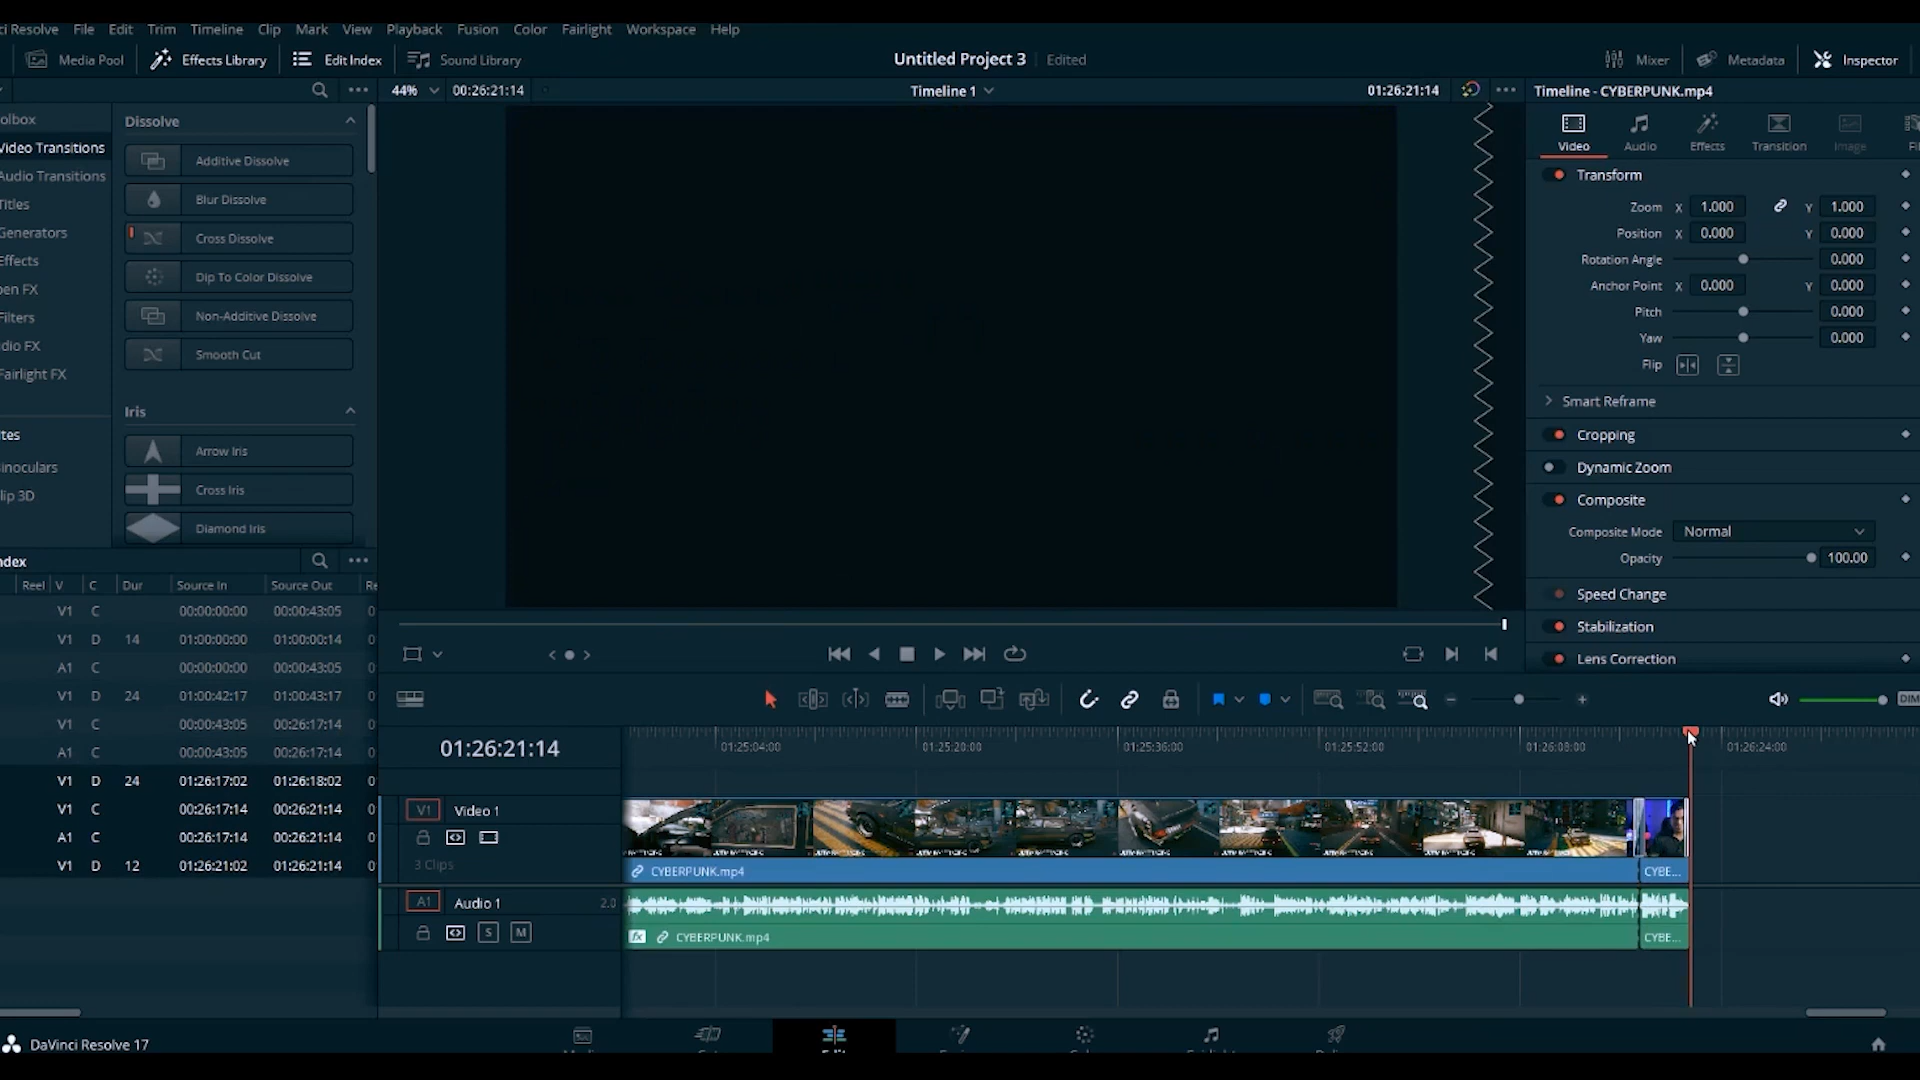 ci Resolve File Edit Trim Timeline Clip Mark View Playback Fusion Color Fairlight Workspace Help
Media Pool Effects Library Edit Index Sound Library Untitled Project 3 Edited Mixer Metadata Inspector
44% 00:26:21:14 Timeline 1 01:26:21:14 Timeline - CYBERPUNK.mp4
olbox
Video Transitions
Audio Transitions
Titles
Generators
Effects
pen FX
Filters
dio FX
Fairlight FX
ites
inoculars
lip 3D
Dissolve
Additive Dissolve
Blur Dissolve
Cross Dissolve
Dip To Color Dissolve
Non-Additive Dissolve
Smooth Cut
Iris
Arrow Iris
Cross Iris
Diamond Iris
Video Audio Effects Transition Image Fi
Transform
Zoom X 1.000 Y 1.000
Position X 0.000 Y 0.000
Rotation Angle 0.000
Anchor Point X 0.000 Y 0.000
Pitch 0.000
Yaw 0.000
Flip
Smart Reframe
Cropping
Dynamic Zoom
Composite
Composite Mode Normal
Opacity 100.00
Speed Change
Stabilization
Lens Correction
ndex
Reel V C Dur Source In Source Out Re
V1 C 00:00:00:00 00:00:43:05 0
V1 D 14 01:00:00:00 01:00:00:14 0
A1 C 00:00:00:00 00:00:43:05 0
V1 D 24 01:00:42:17 01:00:43:17 0
V1 C 00:00:43:05 00:26:17:14 0
A1 C 00:00:43:05 00:26:17:14 0
V1 D 24 01:26:17:02 01:26:18:02 0
V1 C 00:26:17:14 00:26:21:14 0
A1 C 00:26:17:14 00:26:21:14 0
V1 D 12 01:26:21:02 01:26:21:14 0
DIM
01:26:21:14 01:25:04:00 01:25:20:00 01:25:36:00 01:25:52:00 01:26:08:00 01:26:24:00
V1 Video 1
3 Clips
CYBERPUNK.mp4 CYBE...
A1 Audio 1 2.0
S M
fx CYBERPUNK.mp4 CYBE...
DaVinci Resolve 17
Edit